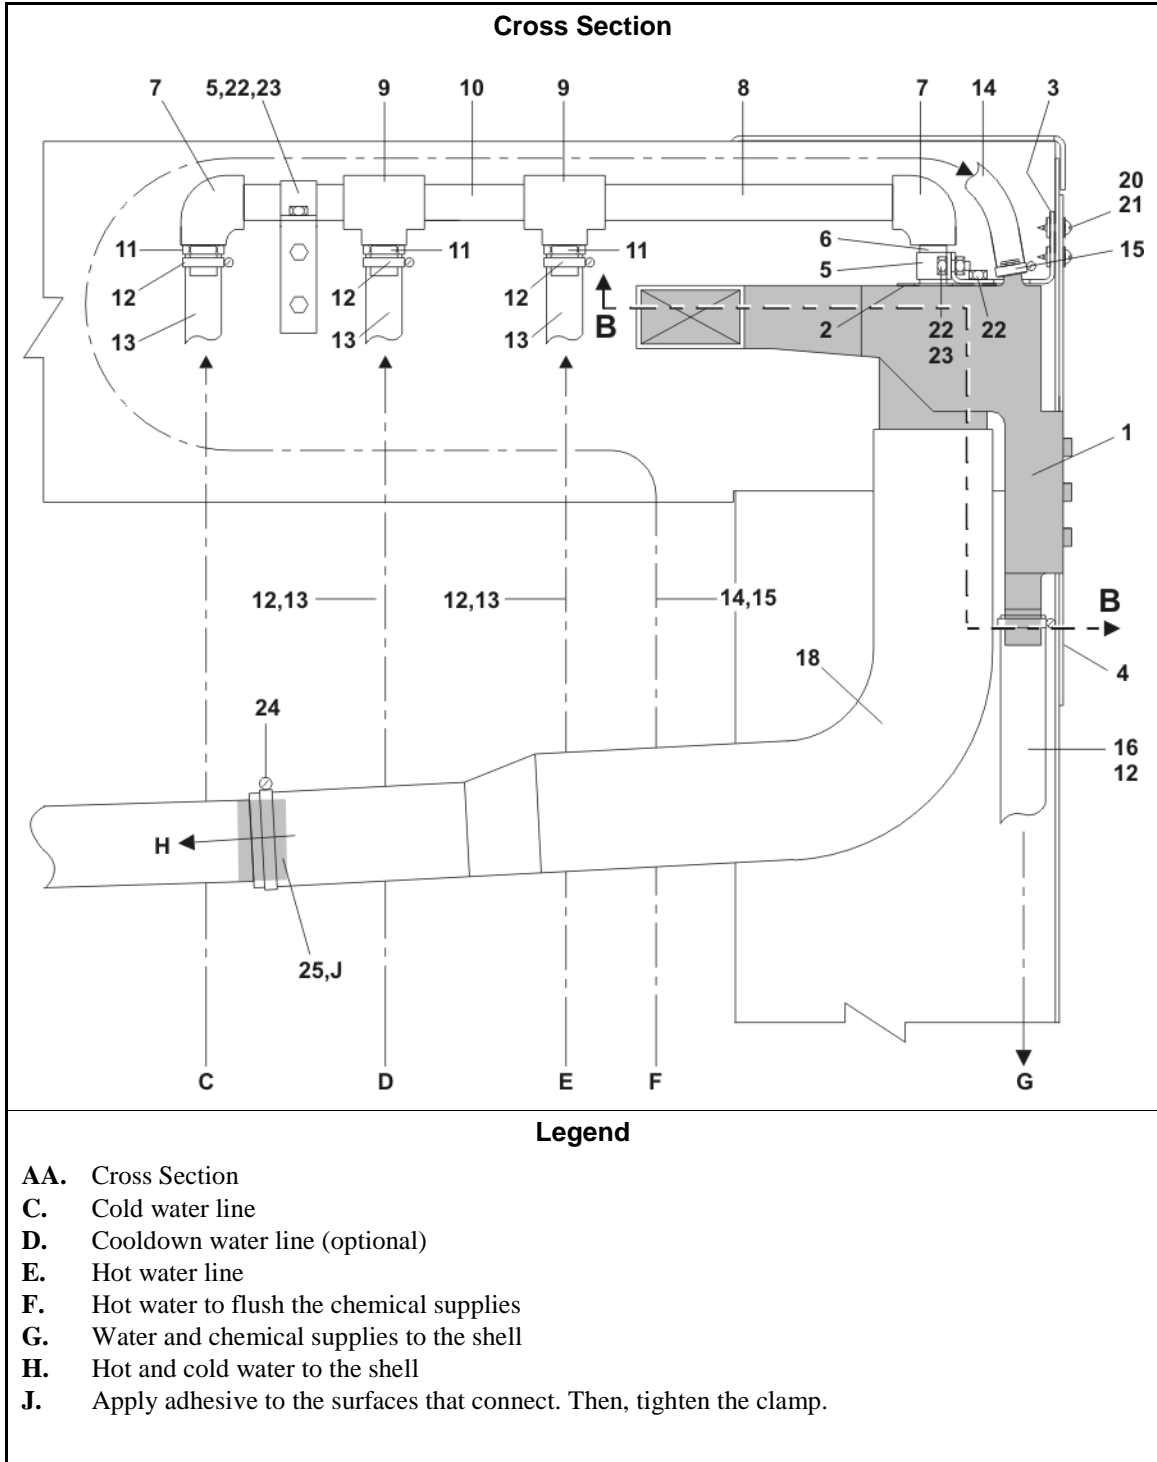 Cross Section
7 5,22,23 9 10 9 8 7 14 3
20
21
11 11 11 6 15
12 12 12 5
13 13 13 B 2 22 22
23
1
12,13 12,13 14,15 B
18 4
24
16
12
H
25,J
C D E F G
Legend
AA. Cross Section
C. Cold water line
D. Cooldown water line (optional)
E. Hot water line
F. Hot water to flush the chemical supplies
G. Water and chemical supplies to the shell
H. Hot and cold water to the shell
J. Apply adhesive to the surfaces that connect. Then, tighten the clamp.